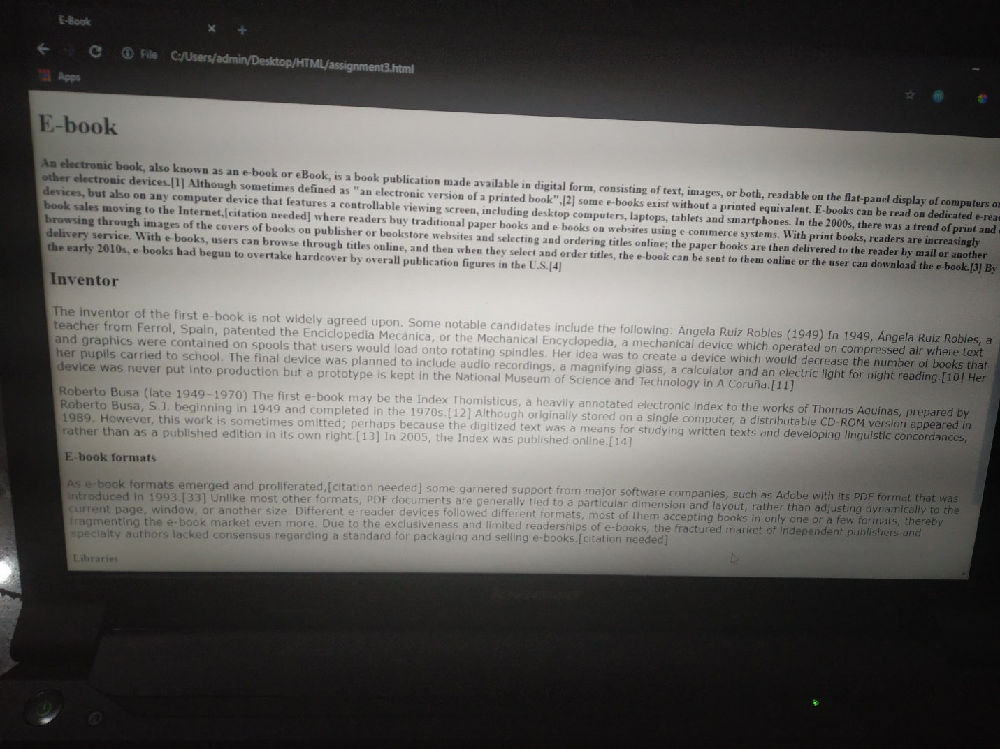 E-Book
File C:/Users/admin/Desktop/HTML/assignment3.html
Apps
E-book
An electronic book, also known as an e-book or eBook, is a book publication made available in digital form, consisting of text, images, or both, readable on the flat-panel display of computers or
other electronic devices.[1] Although sometimes defined as "an electronic version of a printed book",[2] some e-books exist without a printed equivalent. E-books can be read on dedicated e-rea
devices, but also on any computer device that features a controllable viewing screen, including desktop computers, laptops, tablets and smartphones. In the 2000s, there was a trend of print and e
book sales moving to the Internet,[citation needed] where readers buy traditional paper books and e-books on websites using e-commerce systems. With print books, readers are increasingly
browsing through images of the covers of books on publisher or bookstore websites and selecting and ordering titles online; the paper books are then delivered to the reader by mail or another
delivery service. With e-books, users can browse through titles online, and then when they select and order titles, the e-book can be sent to them online or the user can download the e-book.[3] By
the early 2010s, e-books had begun to overtake hardcover by overall publication figures in the U.S.[4]
Inventor
The inventor of the first e-book is not widely agreed upon. Some notable candidates include the following: Ángela Ruiz Robles (1949) In 1949, Ángela Ruiz Robles, a
teacher from Ferrol, Spain, patented the Enciclopedia Mecánica, or the Mechanical Encyclopedia, a mechanical device which operated on compressed air where text
and graphics were contained on spools that users would load onto rotating spindles. Her idea was to create a device which would decrease the number of books that
her pupils carried to school. The final device was planned to include audio recordings, a magnifying glass, a calculator and an electric light for night reading.[10] Her
device was never put into production but a prototype is kept in the National Museum of Science and Technology in A Coruña.[11]
Roberto Busa (late 1949–1970) The first e-book may be the Index Thomisticus, a heavily annotated electronic index to the works of Thomas Aquinas, prepared by
Roberto Busa, S.J. beginning in 1949 and completed in the 1970s.[12] Although originally stored on a single computer, a distributable CD-ROM version appeared in
1989. However, this work is sometimes omitted; perhaps because the digitized text was a means for studying written texts and developing linguistic concordances,
rather than as a published edition in its own right.[13] In 2005, the Index was published online.[14]
E-book formats
As e-book formats emerged and proliferated,[citation needed] some garnered support from major software companies, such as Adobe with its PDF format that was
introduced in 1993.[33] Unlike most other formats, PDF documents are generally tied to a particular dimension and layout, rather than adjusting dynamically to the
current page, window, or another size. Different e-reader devices followed different formats, most of them accepting books in only one or a few formats, thereby
fragmenting the e-book market even more. Due to the exclusiveness and limited readerships of e-books, the fractured market of independent publishers and
specialty authors lacked consensus regarding a standard for packaging and selling e-books.[citation needed]
Libraries